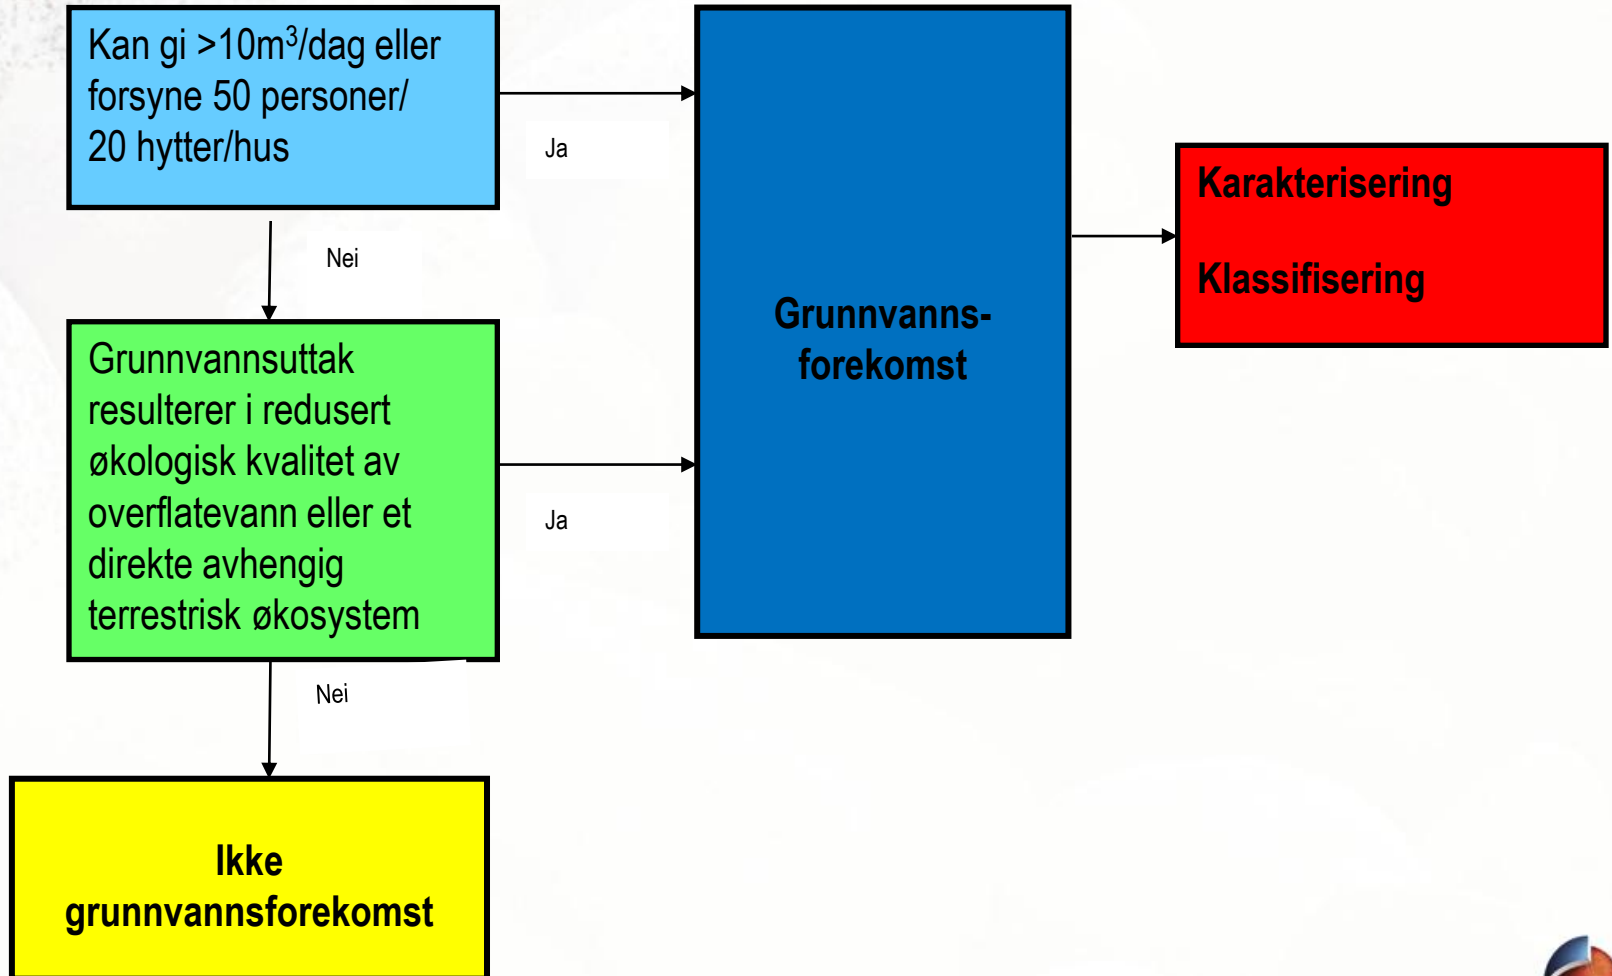 Kan gi >10m³/dag eller
forsyne 50 personer/
20 hytter/hus
Ja
Nei
Grunnvannsuttak
resulterer i redusert
økologisk kvalitet av
overflatevann eller et
direkte avhengig
terrestrisk økosystem
Ja
Nei
Ikke
grunnvannsforekomst
Grunnvanns-
forekomst
Karakterisering
Klassifisering